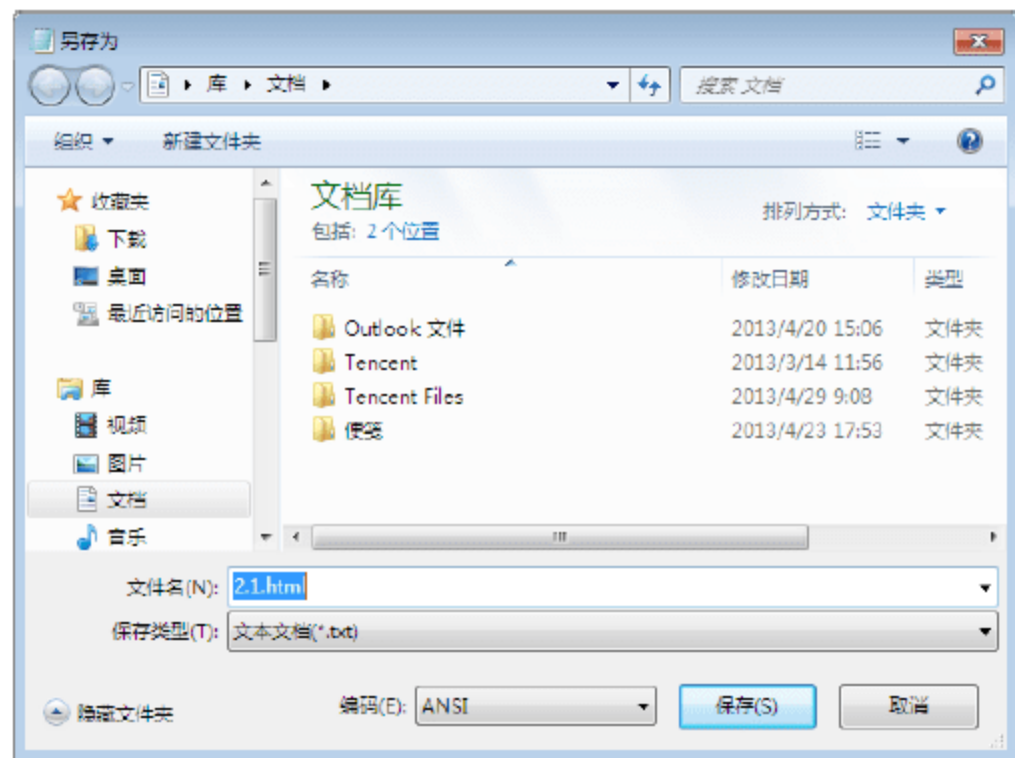 另存为
库 文档
搜索 文档
组织 新建文件夹
收藏夹
下载
桌面
最近访问的位置
库
视频
图片
文档
音乐
文档库
包括: 2 个位置
排列方式: 文件夹
名称 修改日期 类型
Outlook 文件 2013/4/20 15:06 文件夹
Tencent 2013/3/14 11:56 文件夹
Tencent Files 2013/4/29 9:08 文件夹
便笺 2013/4/23 17:53 文件夹
文件名(N): 2.1.html
保存类型(T): 文本文档(*.txt)
隐藏文件夹 编码(E): ANSI 保存(S) 取消